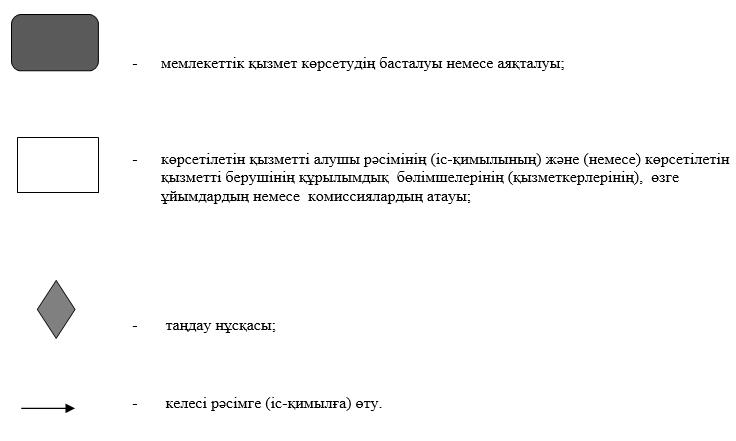 - мемлекеттік қызмет көрсетудің басталуы немесе аяқталуы;
- көрсетілетін қызметті алушы рәсімінің (іс-қимылының) және (немесе) көрсетілетін
қызметті берушінің құрылымдық бөлімшелерінің (қызметкерлерінің), өзге
ұйымдардың немесе комиссиялардың атауы;
- таңдау нұсқасы;
- келесі рәсімге (іс-қимылға) өту.